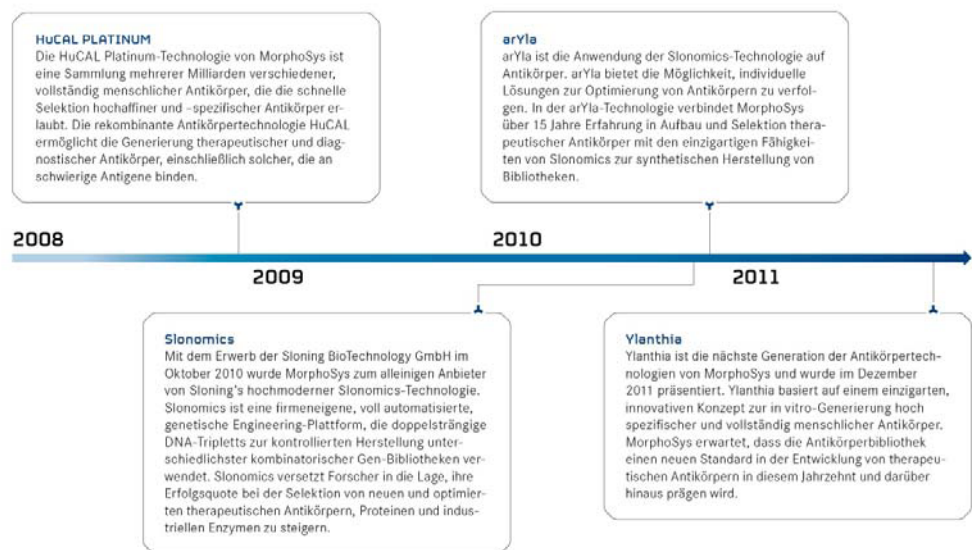 HuCAL PLATINUM
Die HuCAL Platinum-Technologie von MorphoSys ist
eine Sammlung mehrerer Milliarden verschiedener,
vollständig menschlicher Antikörper, die die schnelle
Selektion hochaffiner und –spezifischer Antikörper er-
laubt. Die rekombinante Antikörpertechnologie HuCAL
ermöglicht die Generierung therapeutischer und diag-
nostischer Antikörper, einschließlich solcher, die an
schwierige Antigene binden.
arYla
arYla ist die Anwendung der Slonomics-Technologie auf
Antikörper. arYla bietet die Möglichkeit, individuelle
Lösungen zur Optimierung von Antikörpern zu verfol-
gen. In der arYla-Technologie verbindet MorphoSys
über 15 Jahre Erfahrung in Aufbau und Selektion thera-
peutischer Antikörper mit den einzigartigen Fähigkei-
ten von Slonomics zur synthetischen Herstellung von
Bibliotheken.
2008
2009
2010
2011
Slonomics
Mit dem Erwerb der Sloning BioTechnology GmbH im
Oktober 2010 wurde MorphoSys zum alleinigen Anbieter
von Sloning's hochmoderner Slonomics-Technologie.
Slonomics ist eine firmeneigene, voll automatisierte,
genetische Engineering-Plattform, die doppelsträngige
DNA-Tripletts zur kontrollierten Herstellung unter-
schiedlichster kombinatorischer Gen-Bibliotheken ver-
wendet. Slonomics versetzt Forscher in die Lage, ihre
Erfolgsquote bei der Selektion von neuen und optimier-
ten therapeutischen Antikörpern, Proteinen und indus-
triellen Enzymen zu steigern.
Ylanthia
Ylanthia ist die nächste Generation der Antikörpertech-
nologien von MorphoSys und wurde im Dezember
2011 präsentiert. Ylanthia basiert auf einem einzigarten,
innovativen Konzept zur in vitro-Generierung hoch
spezifischer und vollständig menschlicher Antikörper.
MorphoSys erwartet, dass die Antikörperbibliothek
einen neuen Standard in der Entwicklung von therapeu-
tischen Antikörpern in diesem Jahrzehnt und darüber
hinaus prägen wird.